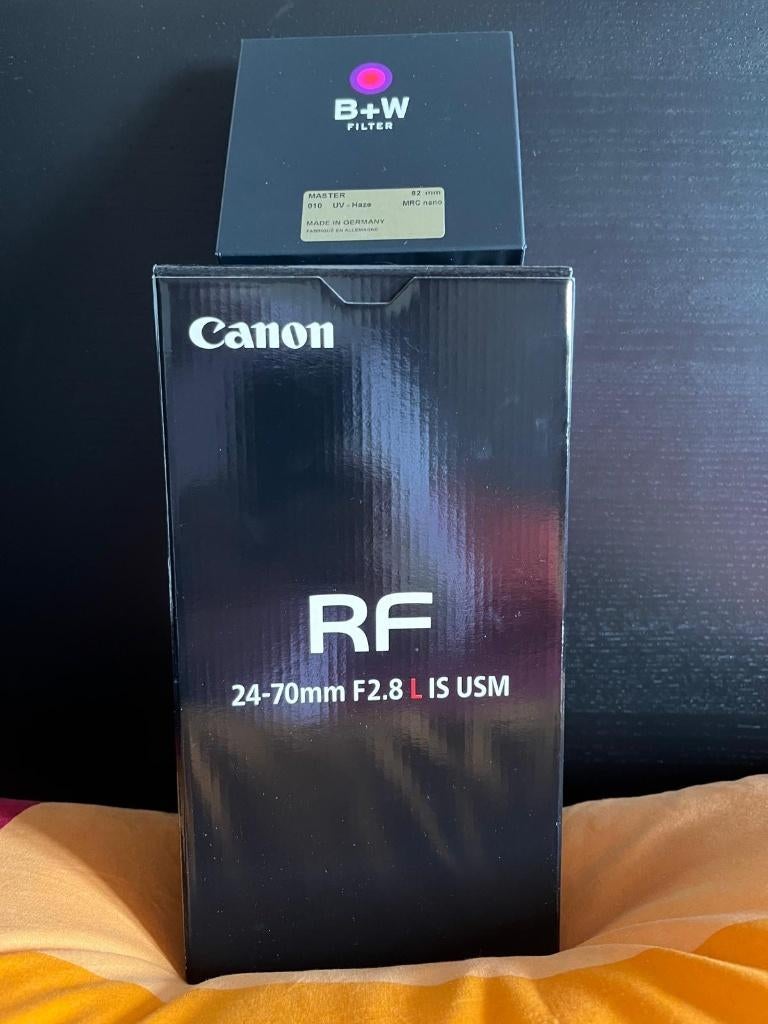 B+W
FILTER
MASTER 82 mm
010 UV - Haze MRC nano
MADE IN GERMANY
FABRIQUÉ EN ALLEMAGNE
Canon
RF
24-70mm F2.8 L IS USM